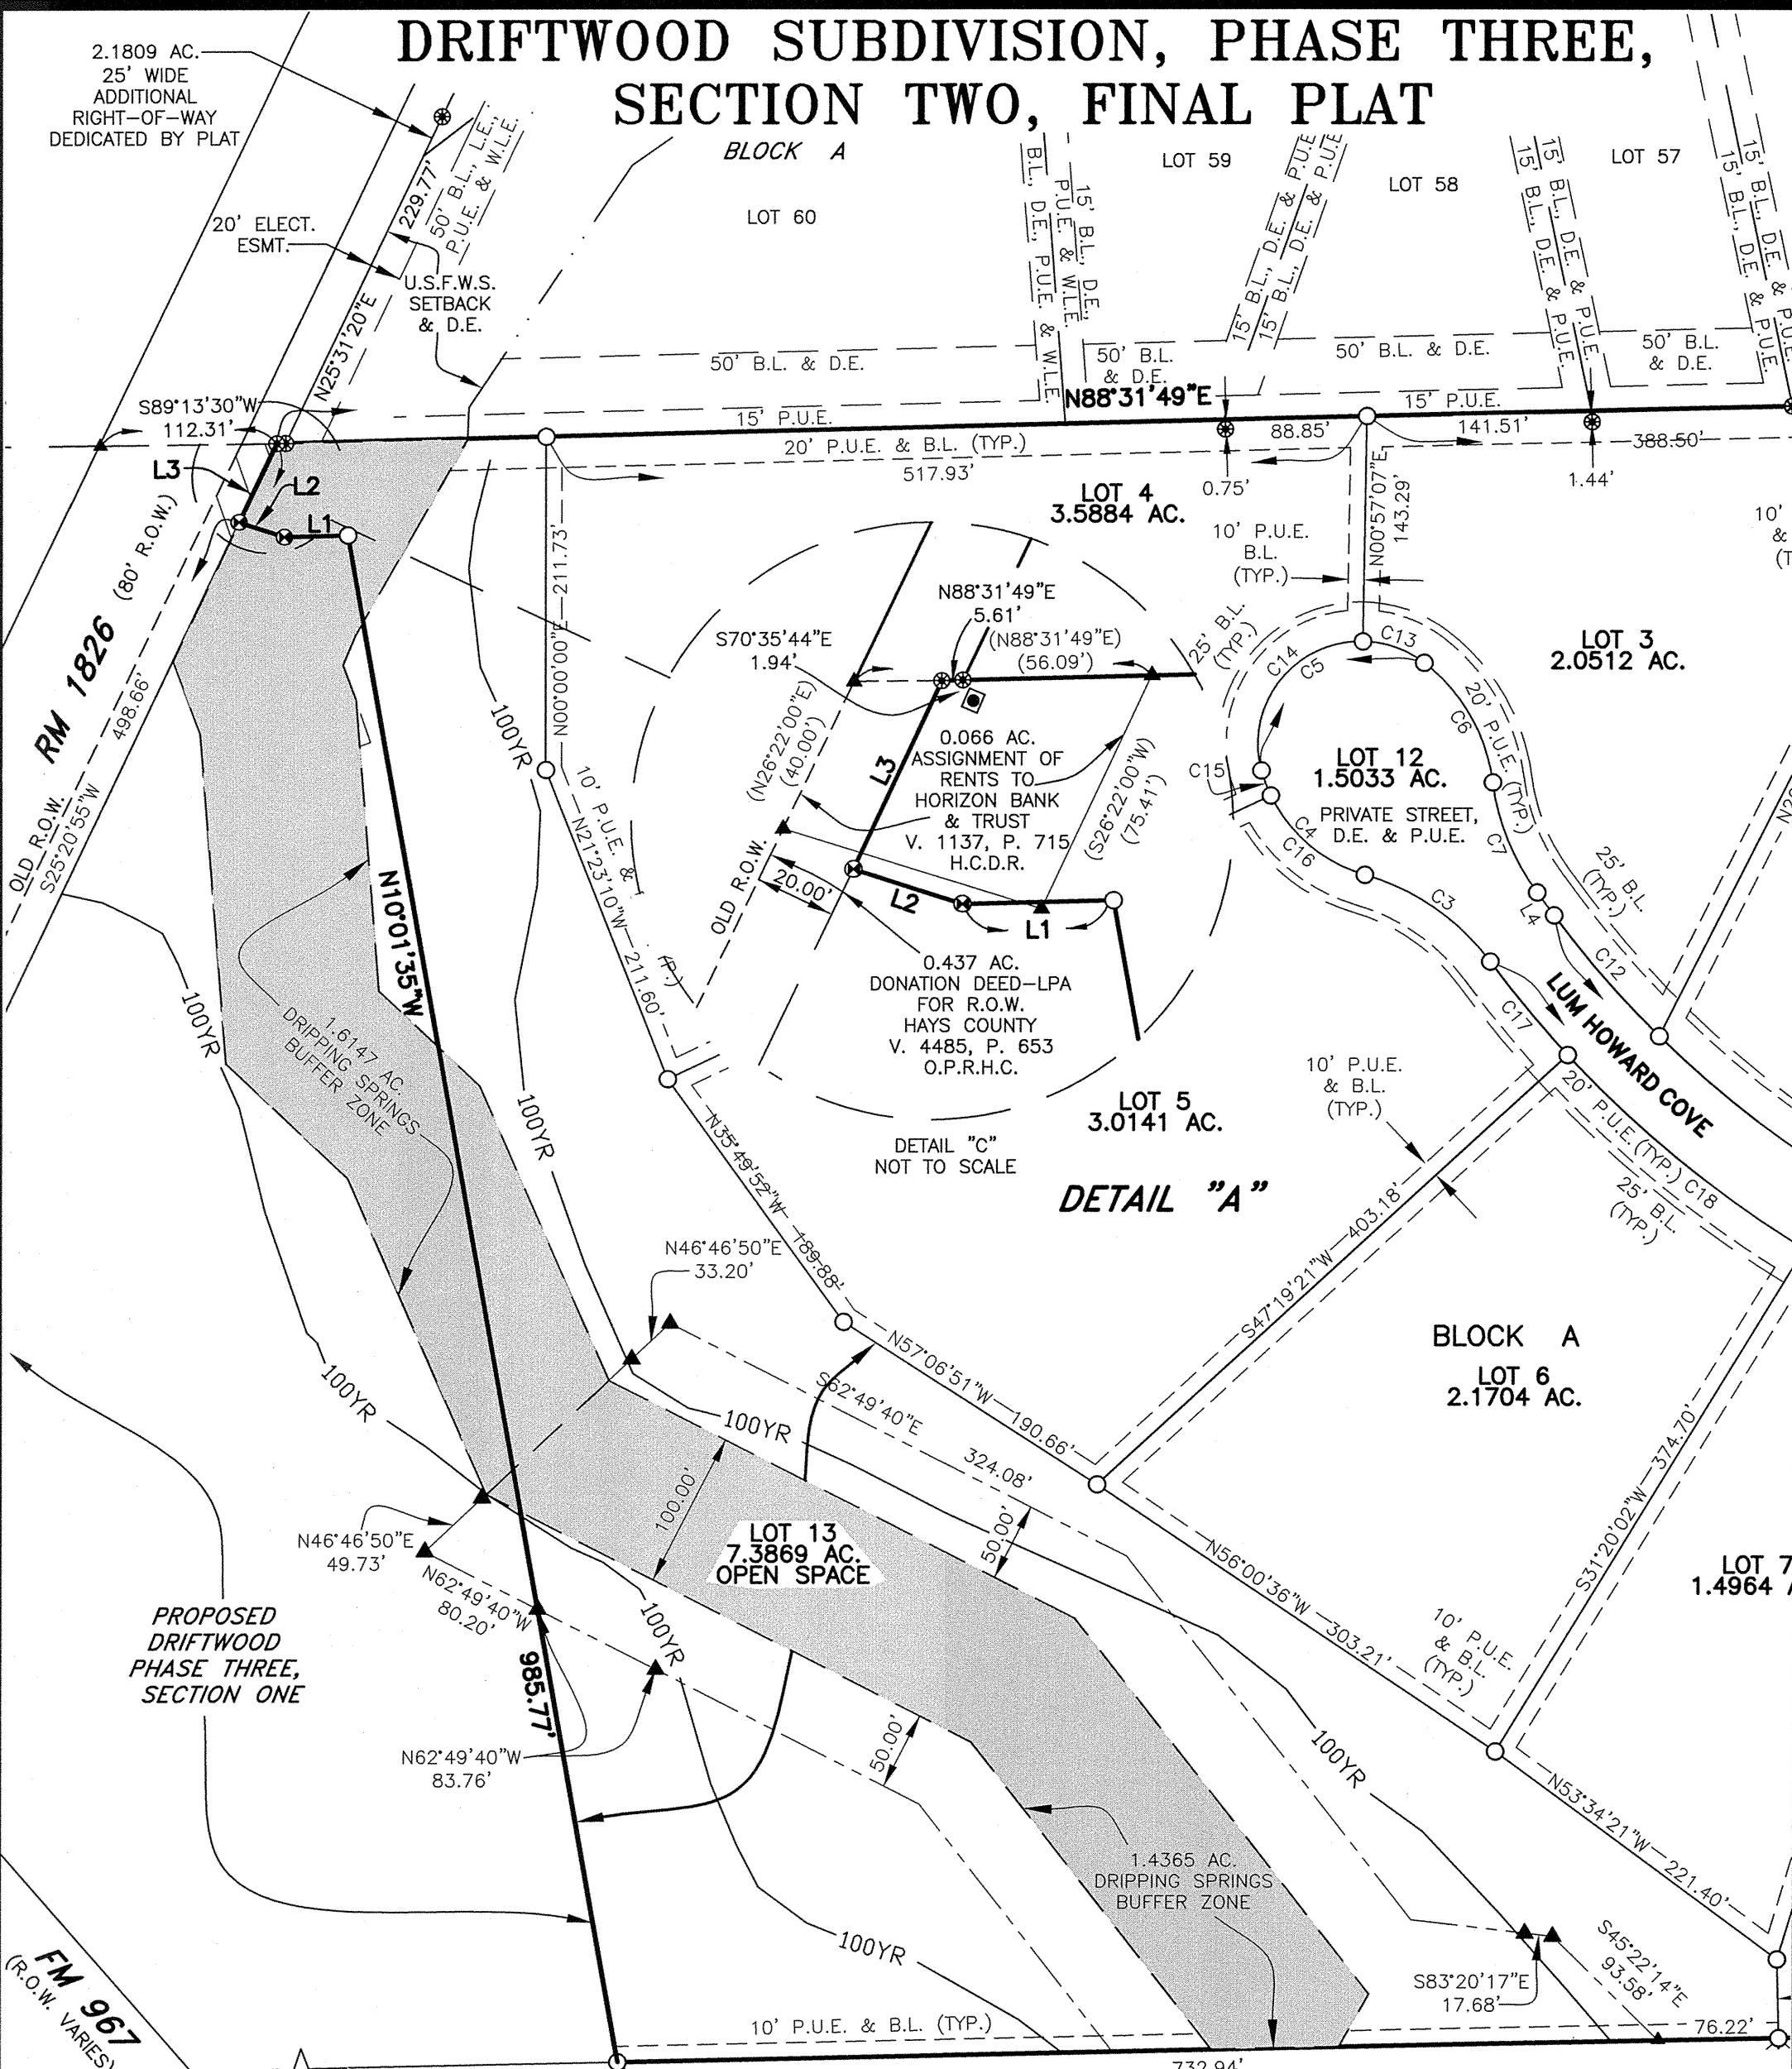 DRIFTWOOD SUBDIVISION, PHASE THREE,
SECTION TWO, FINAL PLAT
2.1809 AC.
25' WIDE
ADDITIONAL
RIGHT-OF-WAY
DEDICATED BY PLAT
229.77'
50' B.L., L.E.,
P.U.E. & W.L.E.
20' ELECT.
ESMT.
N25°31'20"E
U.S.F.W.S.
SETBACK
& D.E.
BLOCK A
LOT 60
LOT 59
LOT 58
LOT 57
B.L., D.E., P.U.E. & W.L.E.
15' B.L., D.E.,
P.U.E. & W.L.E.
15' B.L., D.E. & P.U.E.
15' B.L., D.E. & P.U.E.
15' B.L., D.E. & P.U.E.
15' B.L., D.E. & P.U.E.
15' B.L., D.E. & P.U.E.
15' B.L., D.E. & P.U.E.
50' B.L. & D.E.
50' B.L.
& D.E.
50' B.L. & D.E.
50' B.L.
& D.E.
S89°13'30"W
112.31'
15' P.U.E.
N88°31'49"E
15' P.U.E.
20' P.U.E. & B.L. (TYP.)
517.93'
88.85'
141.51'
388.50'
0.75'
1.44'
L3
L2
L1
RM 1826 (80' R.O.W.)
OLD R.O.W.
498.66'
S25°20'55"W
N00°00'00"E 211.73'
LOT 4
3.5884 AC.
10' P.U.E.
B.L.
(TYP.)
N00°57'07"E
143.29'
10'
&
LOT 3
2.0512 AC.
25' B.L.
(TYP.)
C14
C5
C13
C6
20' P.U.E. (TYP.)
C15
C4
C16
C7
C3
L4
C12
C17
25' B.L.
(TYP.)
LOT 12
1.5033 AC.
PRIVATE STREET,
D.E. & P.U.E.
N88°31'49"E
5.61'
S70°35'44"E
1.94'
(N88°31'49"E)
(56.09')
(N26°22'00"E)
(40.00')
L3
0.066 AC.
ASSIGNMENT OF
RENTS TO
HORIZON BANK
& TRUST
V. 1137, P. 715
H.C.D.R.
(S26°22'00"W)
(75.41')
OLD R.O.W.
20.00'
L2
L1
0.437 AC.
DONATION DEED-LPA
FOR R.O.W.
HAYS COUNTY
V. 4485, P. 653
O.P.R.H.C.
DETAIL "C"
NOT TO SCALE
100YR
10' P.U.E. &
N21°23'10"W 211.60'
N10°01'35"W
100YR
1.6147 AC.
DRIPPING SPRINGS
BUFFER ZONE
100YR
LUM HOWARD COVE
20' P.U.E. (TYP.) C18
25' B.L.
(TYP.)
10' P.U.E.
& B.L.
(TYP.)
LOT 5
3.0141 AC.
DETAIL "A"
N35°49'52"W 189.88'
S47°19'21"W 403.18'
N46°46'50"E
33.20'
N57°06'51"W 190.66'
S62°49'40"E
324.08'
BLOCK A
LOT 6
2.1704 AC.
100YR
100YR
100.00'
50.00'
S31°20'02"W 374.70'
N46°46'50"E
49.73'
LOT 13
7.3869 AC.
OPEN SPACE
N56°00'36"W 303.21'
LOT 7
1.4964
N62°49'40"W
80.20'
10' P.U.E.
& B.L.
(TYP.)
PROPOSED
DRIFTWOOD
PHASE THREE,
SECTION ONE
100YR
985.77'
N62°49'40"W
83.76'
50.00'
100YR
N53°34'21"W 221.40'
1.4365 AC.
DRIPPING SPRINGS
BUFFER ZONE
100YR
S83°20'17"E
17.68'
S45°22'14"E
93.58'
FM 967
(R.O.W. VARIES)
10' P.U.E. & B.L. (TYP.)
76.22'
732.94'